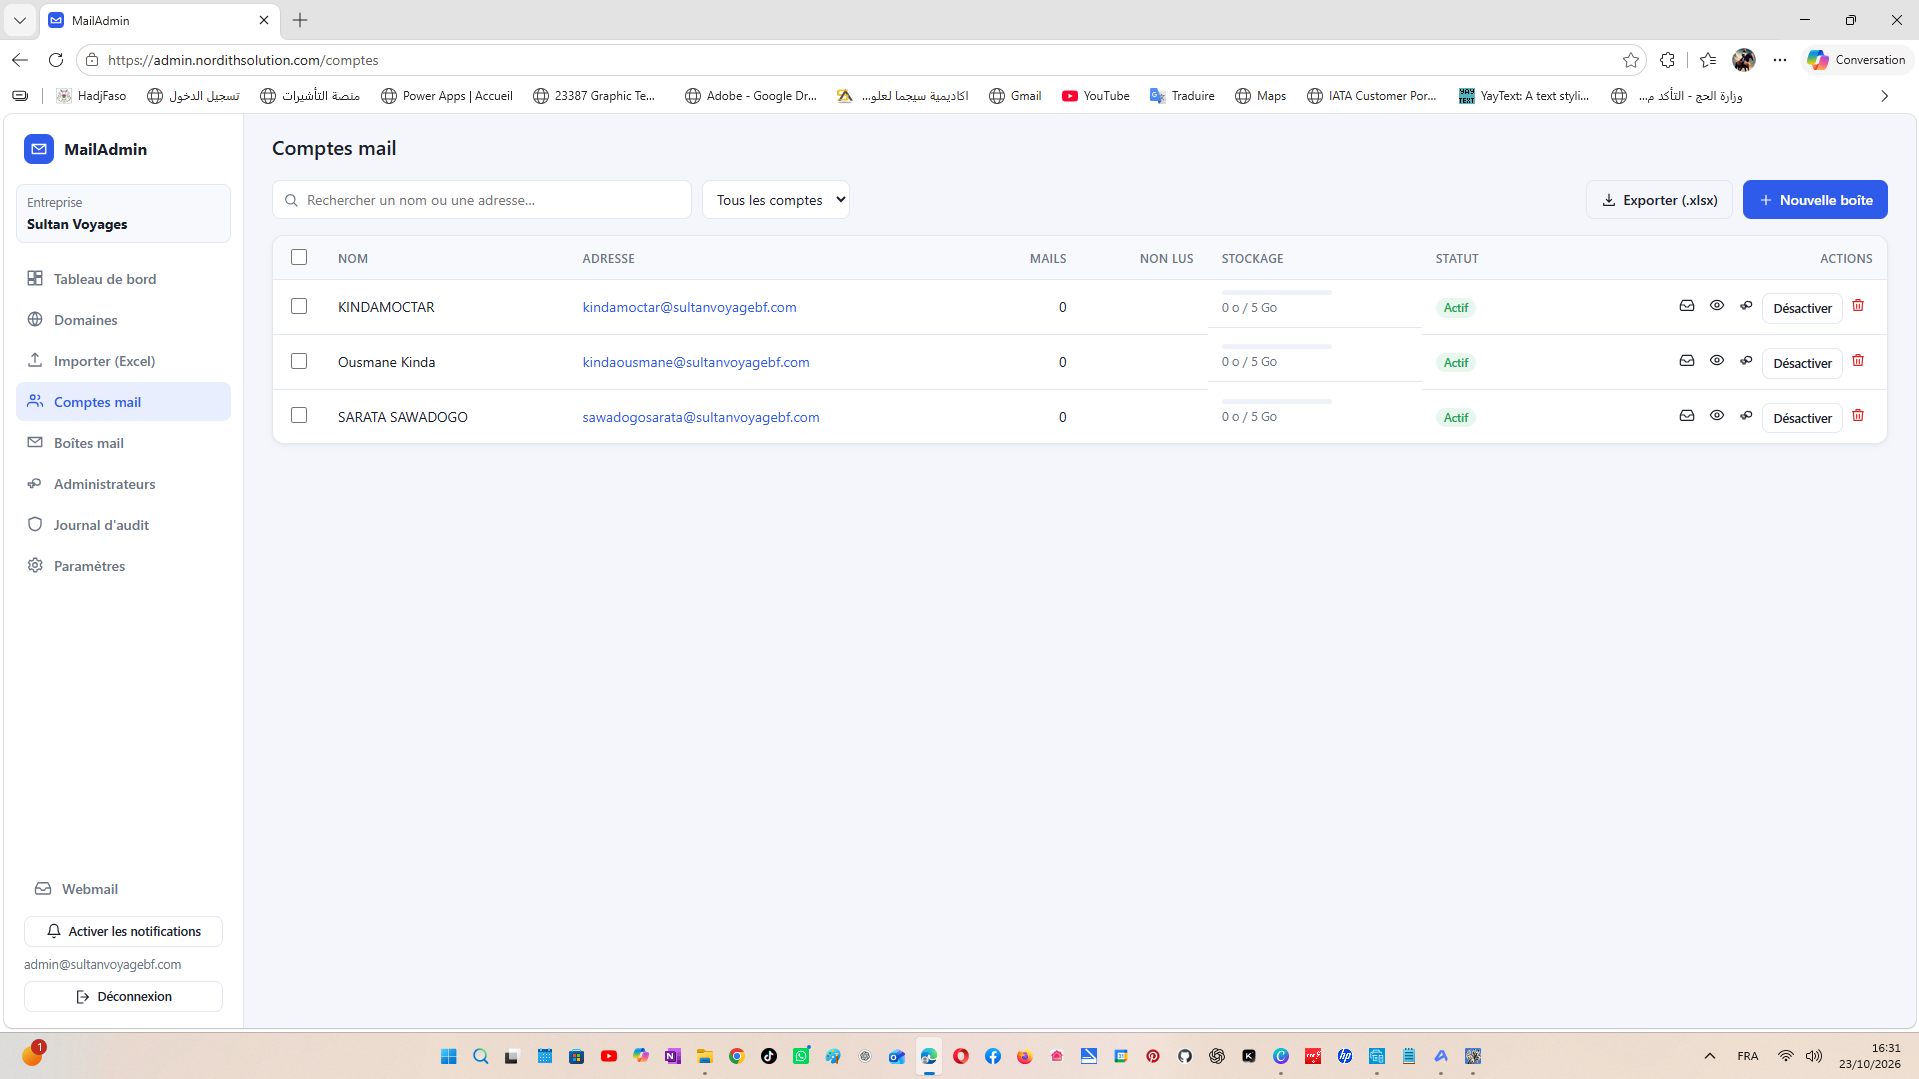 MailAdmin
https://admin.nordithsolution.com/comptes
Conversation
HadjFaso
تسجيل الدخول
منصة التأشيرات
Power Apps | Accueil
23387 Graphic Te...
Adobe - Google Dr...
اكاديمية سيجما لعلو...
Gmail
YouTube
Traduire
Maps
IATA Customer Por...
YAY TEXT
YayText: A text styli...
وزارة الحج - التأكد م...
MailAdmin
Entreprise
Sultan Voyages
Tableau de bord
Domaines
Importer (Excel)
Comptes mail
Boîtes mail
Administrateurs
Journal d'audit
Paramètres
Webmail
Activer les notifications
admin@sultanvoyagebf.com
Déconnexion
Comptes mail
Rechercher un nom ou une adresse...
Tous les comptes
Exporter (.xlsx)
Nouvelle boîte
NOM ADRESSE MAILS NON LUS STOCKAGE STATUT ACTIONS
KINDAMOCTAR kindamoctar@sultanvoyagebf.com 0 0 o / 5 Go Actif Désactiver
Ousmane Kinda kindaousmane@sultanvoyagebf.com 0 0 o / 5 Go Actif Désactiver
SARATA SAWADOGO sawadogosarata@sultanvoyagebf.com 0 0 o / 5 Go Actif Désactiver
1
FRA
16:31
23/10/2026